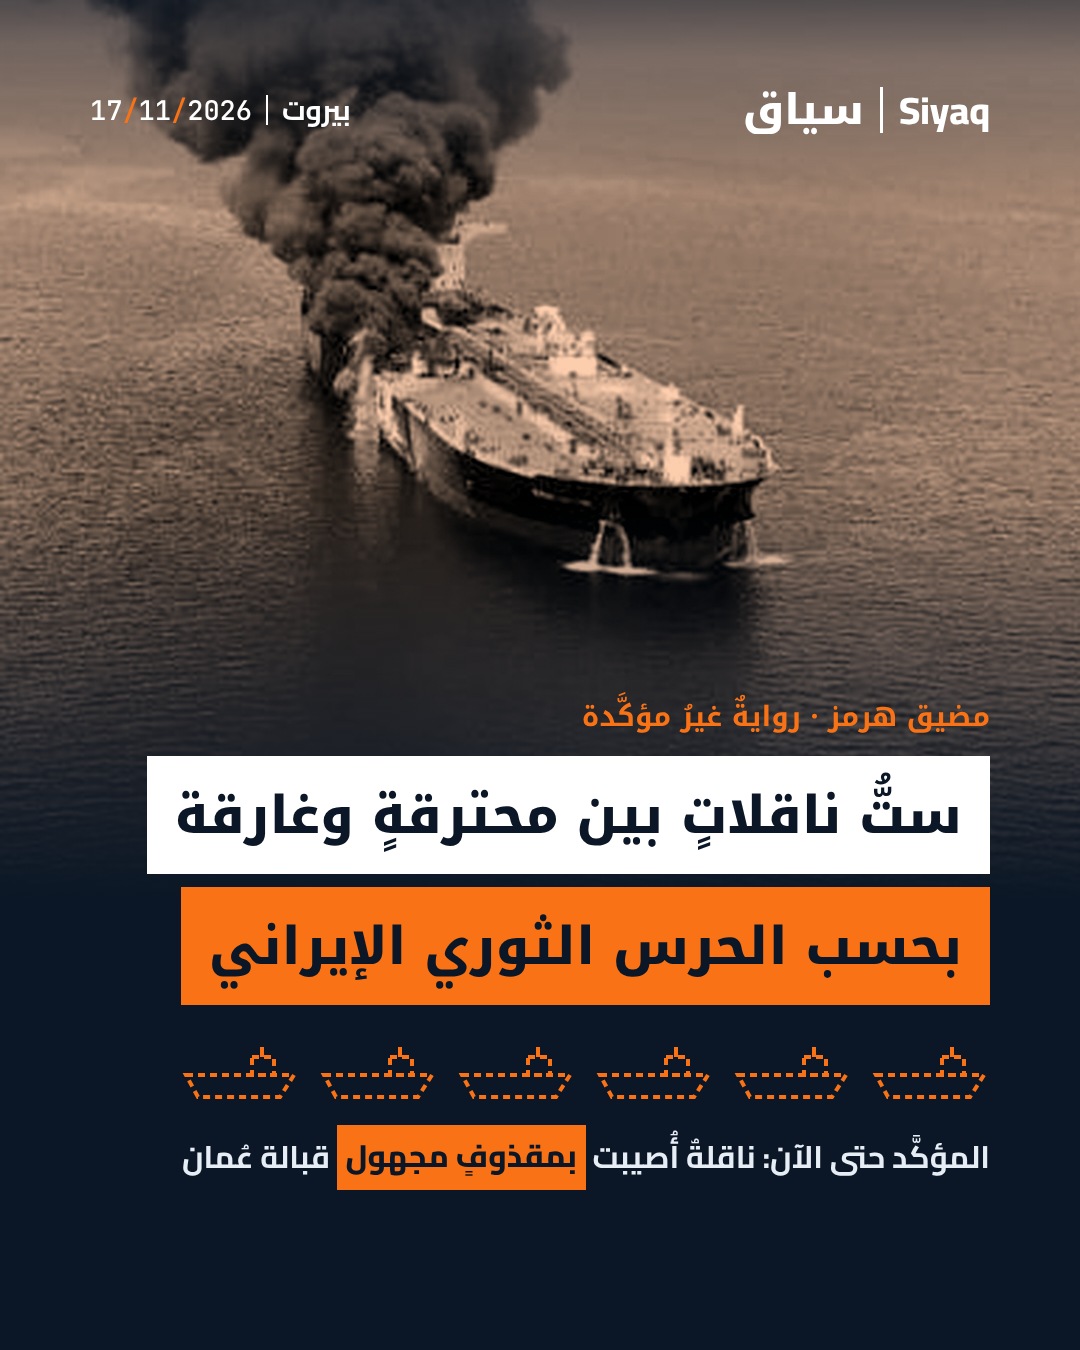 Siyaq | سياق
بيروت | 17/11/2026
مضيق هرمز · روايةٌ غيرُ مؤكَّدة
ستُّ ناقلاتٍ بين محترقةٍ وغارقة
بحسب الحرس الثوري الإيراني
المؤكَّد حتى الآن: ناقلةٌ أُصيبت بمقذوفٍ مجهول قبالة عُمان